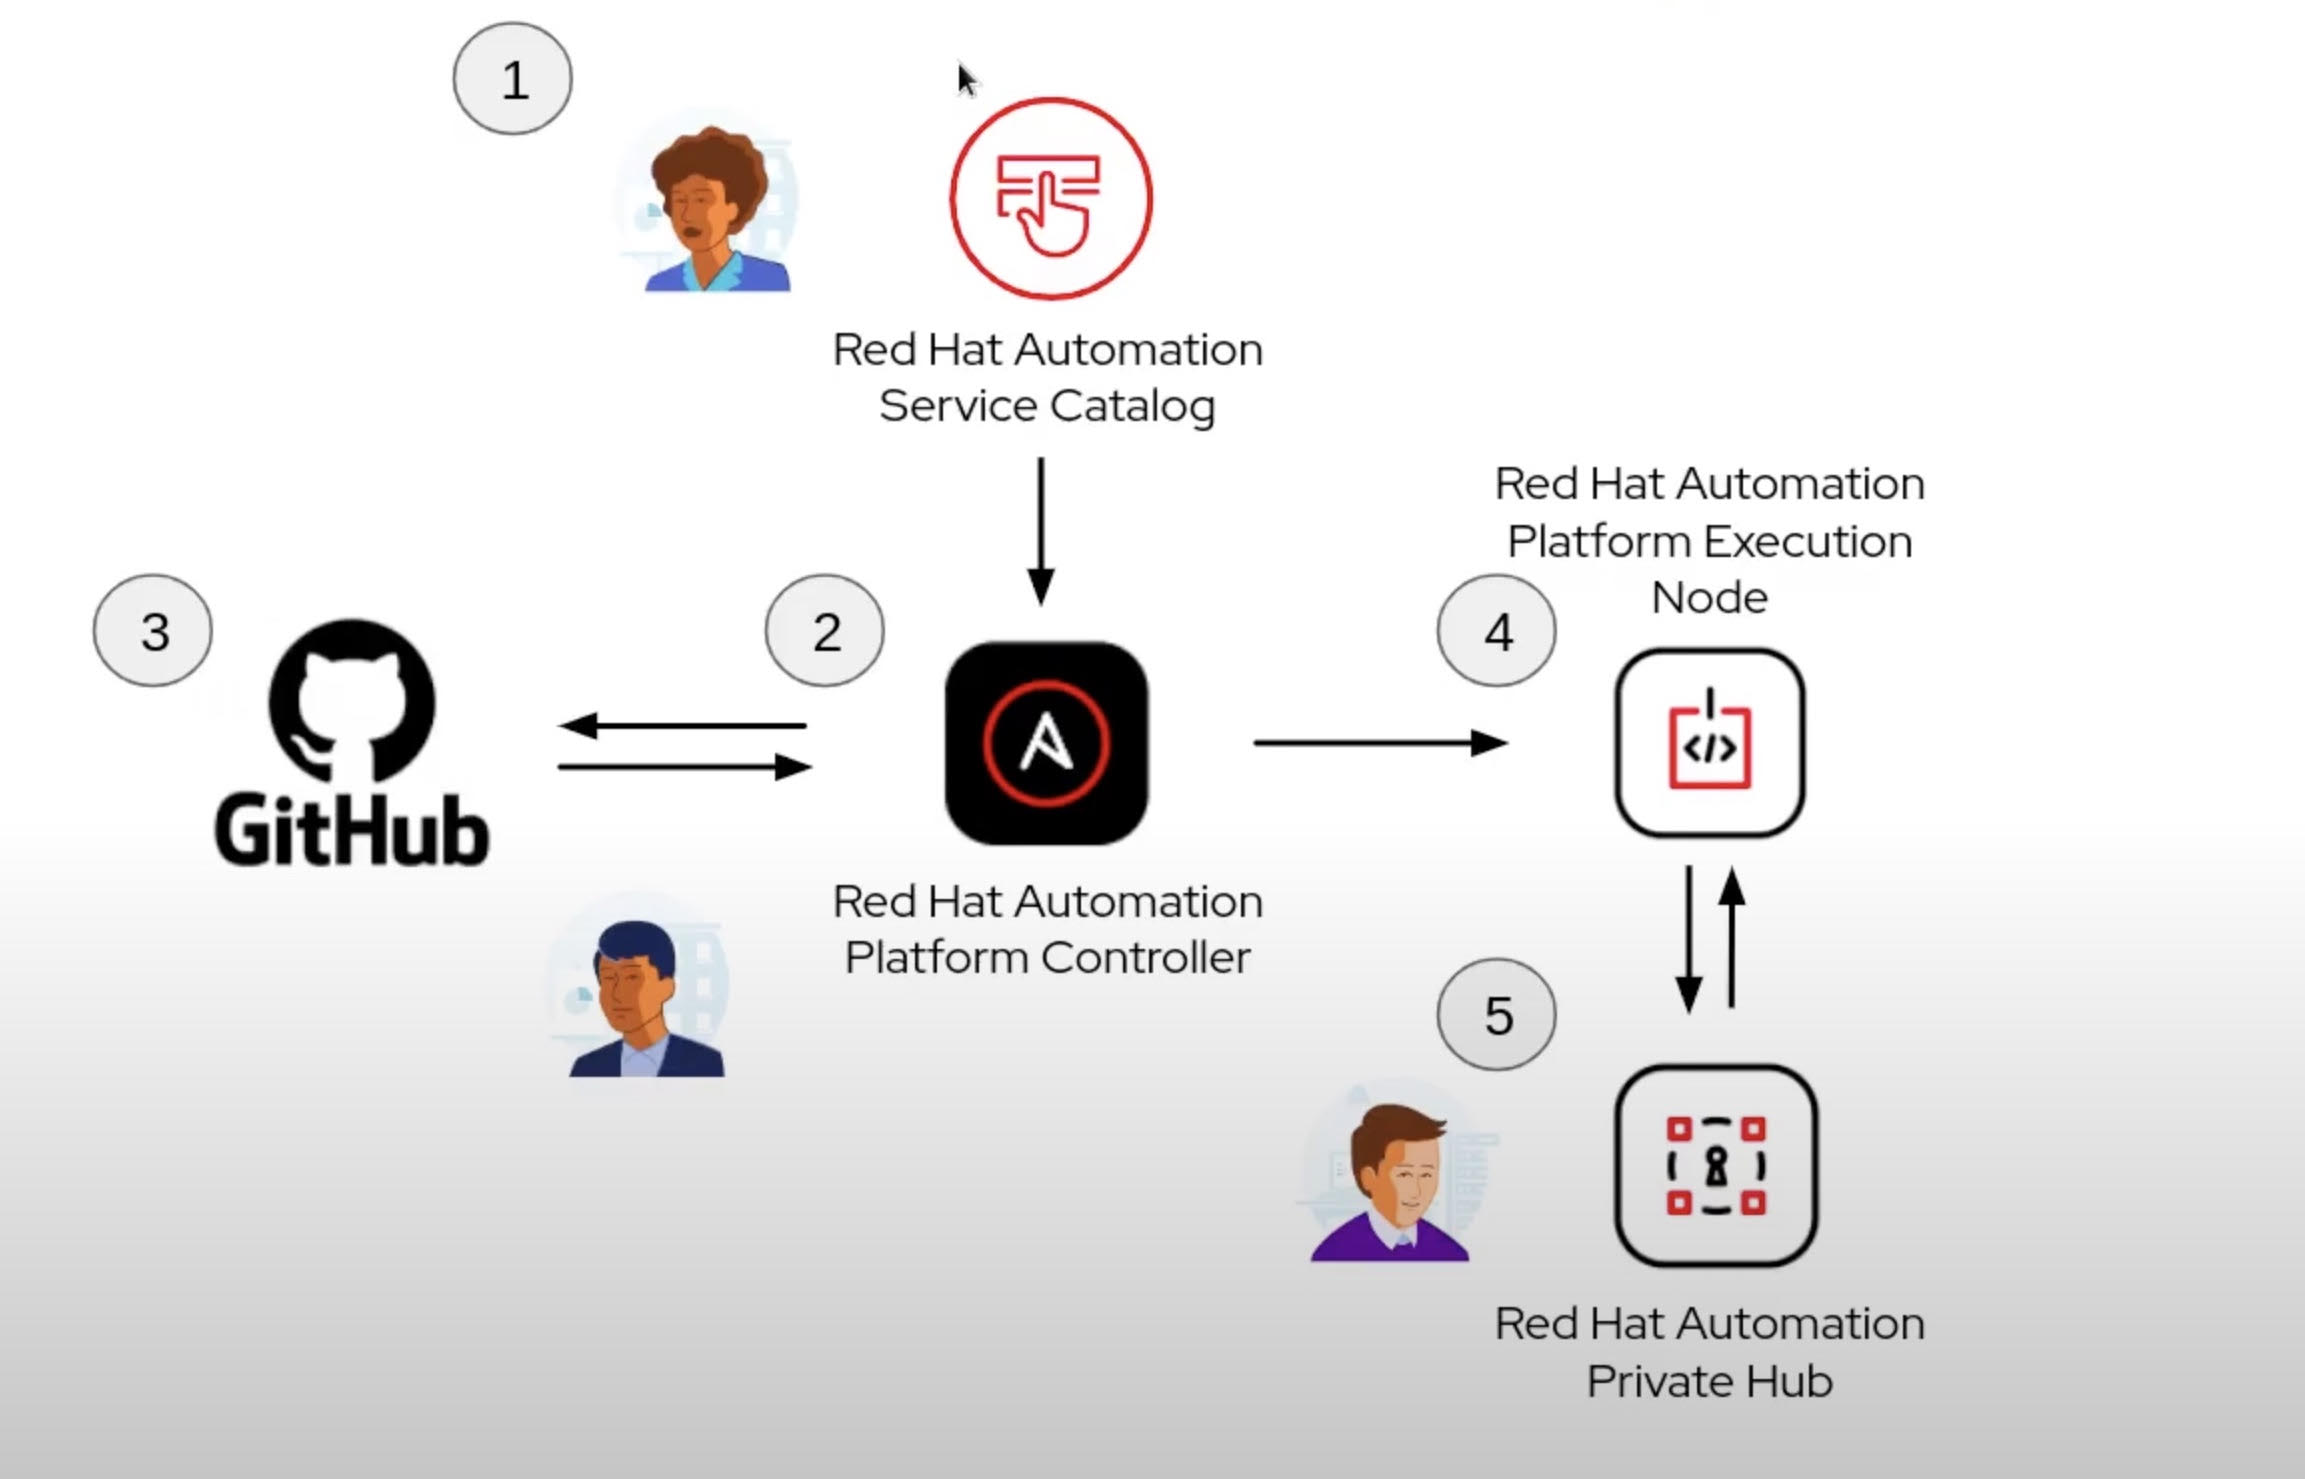 1
Red Hat Automation
Service Catalog
3
GitHub
2
Red Hat Automation
Platform Controller
4
Red Hat Automation
Platform Execution
Node
</>
5
Red Hat Automation
Private Hub